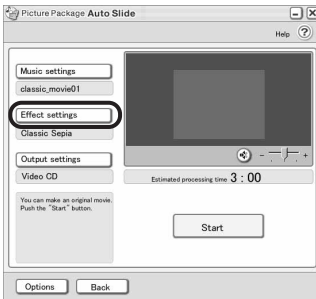 Picture Package Auto Slide
Help ?
Music settings
classic_movie01
Effect settings
Classic Sepia
Output settings
Video CD
- +
Estimated processing time 3 : 00
You can make an original movie.
Push the "Start" button.
Start
Options Back